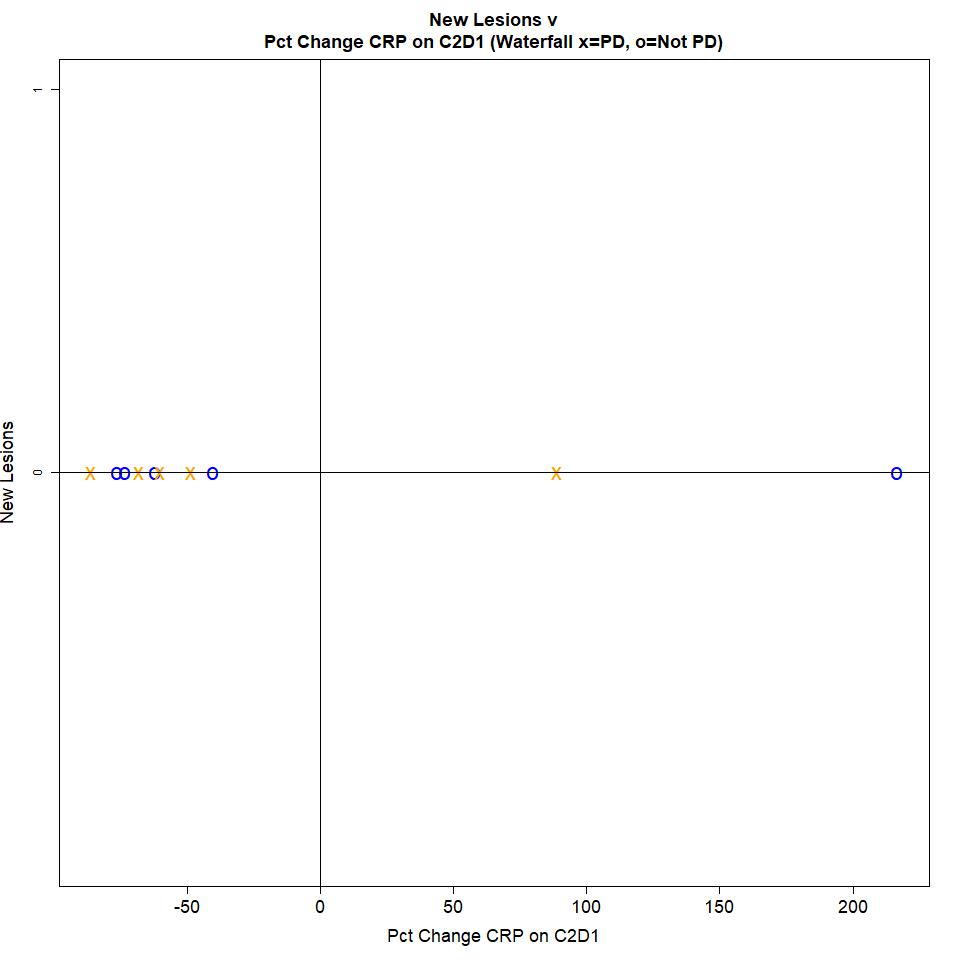 New Lesions v
Pct Change CRP on C2D1 (Waterfall x=PD, o=Not PD)
1
New Lesions
0
x oo x o x x o x o
-50 0 50 100 150 200
Pct Change CRP on C2D1